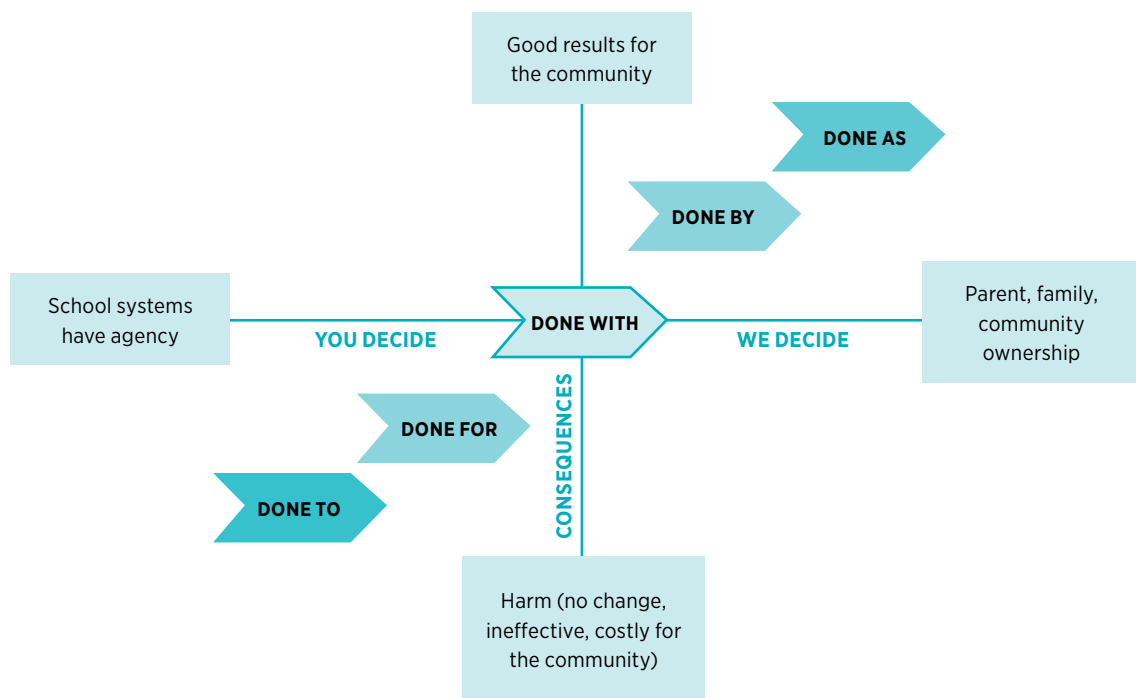 Good results for
the community
DONE AS
DONE BY
School systems
have agency
YOU DECIDE
DONE WITH
WE DECIDE
Parent, family,
community
ownership
CONSEQUENCES
DONE FOR
DONE TO
Harm (no change,
ineffective, costly for
the community)